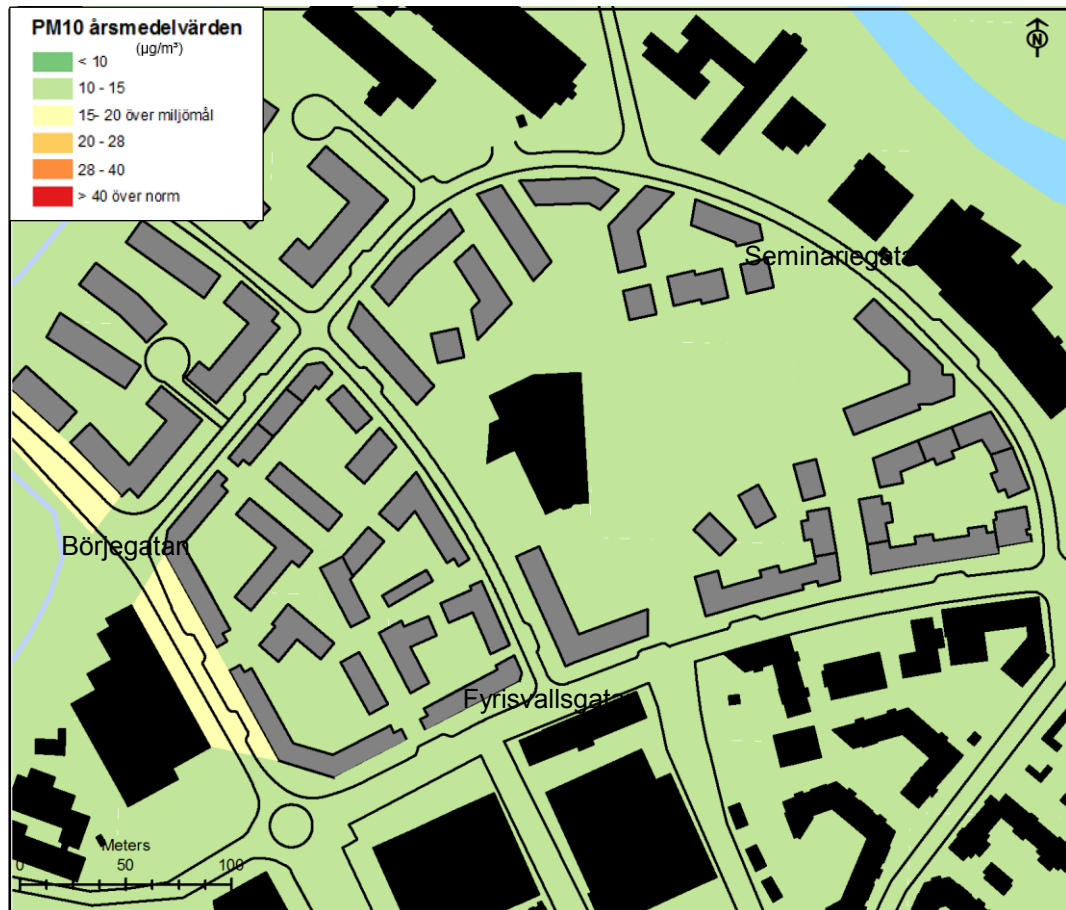 PM10 årsmedelvärden
(µg/m³)
< 10
10 - 15
15- 20 över miljömål
20 - 28
28 - 40
> 40 över norm
N
Seminariegata
Börjegatan
Fyrisvallsgatan
Meters
0 50 100